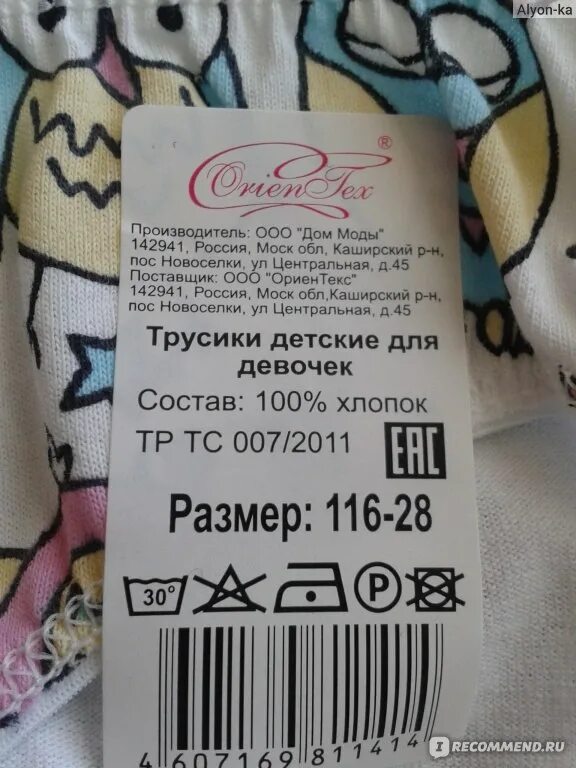 Alyon-ka
OrienTex ®
Производитель: ООО "Дом Моды"
142941, Россия, Моск обл, Каширский р-н,
пос Новоселки, ул Центральная, д.45
Поставщик: ООО "ОриенТекс"
142941, Россия, Моск обл,Каширский р-н,
пос Новоселки, ул Центральная, д.45
Трусики детские для
девочек
Состав: 100% хлопок
ТР ТС 007/2011 EAC
Размер: 116-28
30° P
4 607169 811414
IRECOMMEND.RU